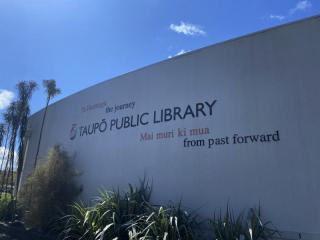 the journey
TAUPŌ PUBLIC LIBRARY
Mai muri ki mua
from past forward